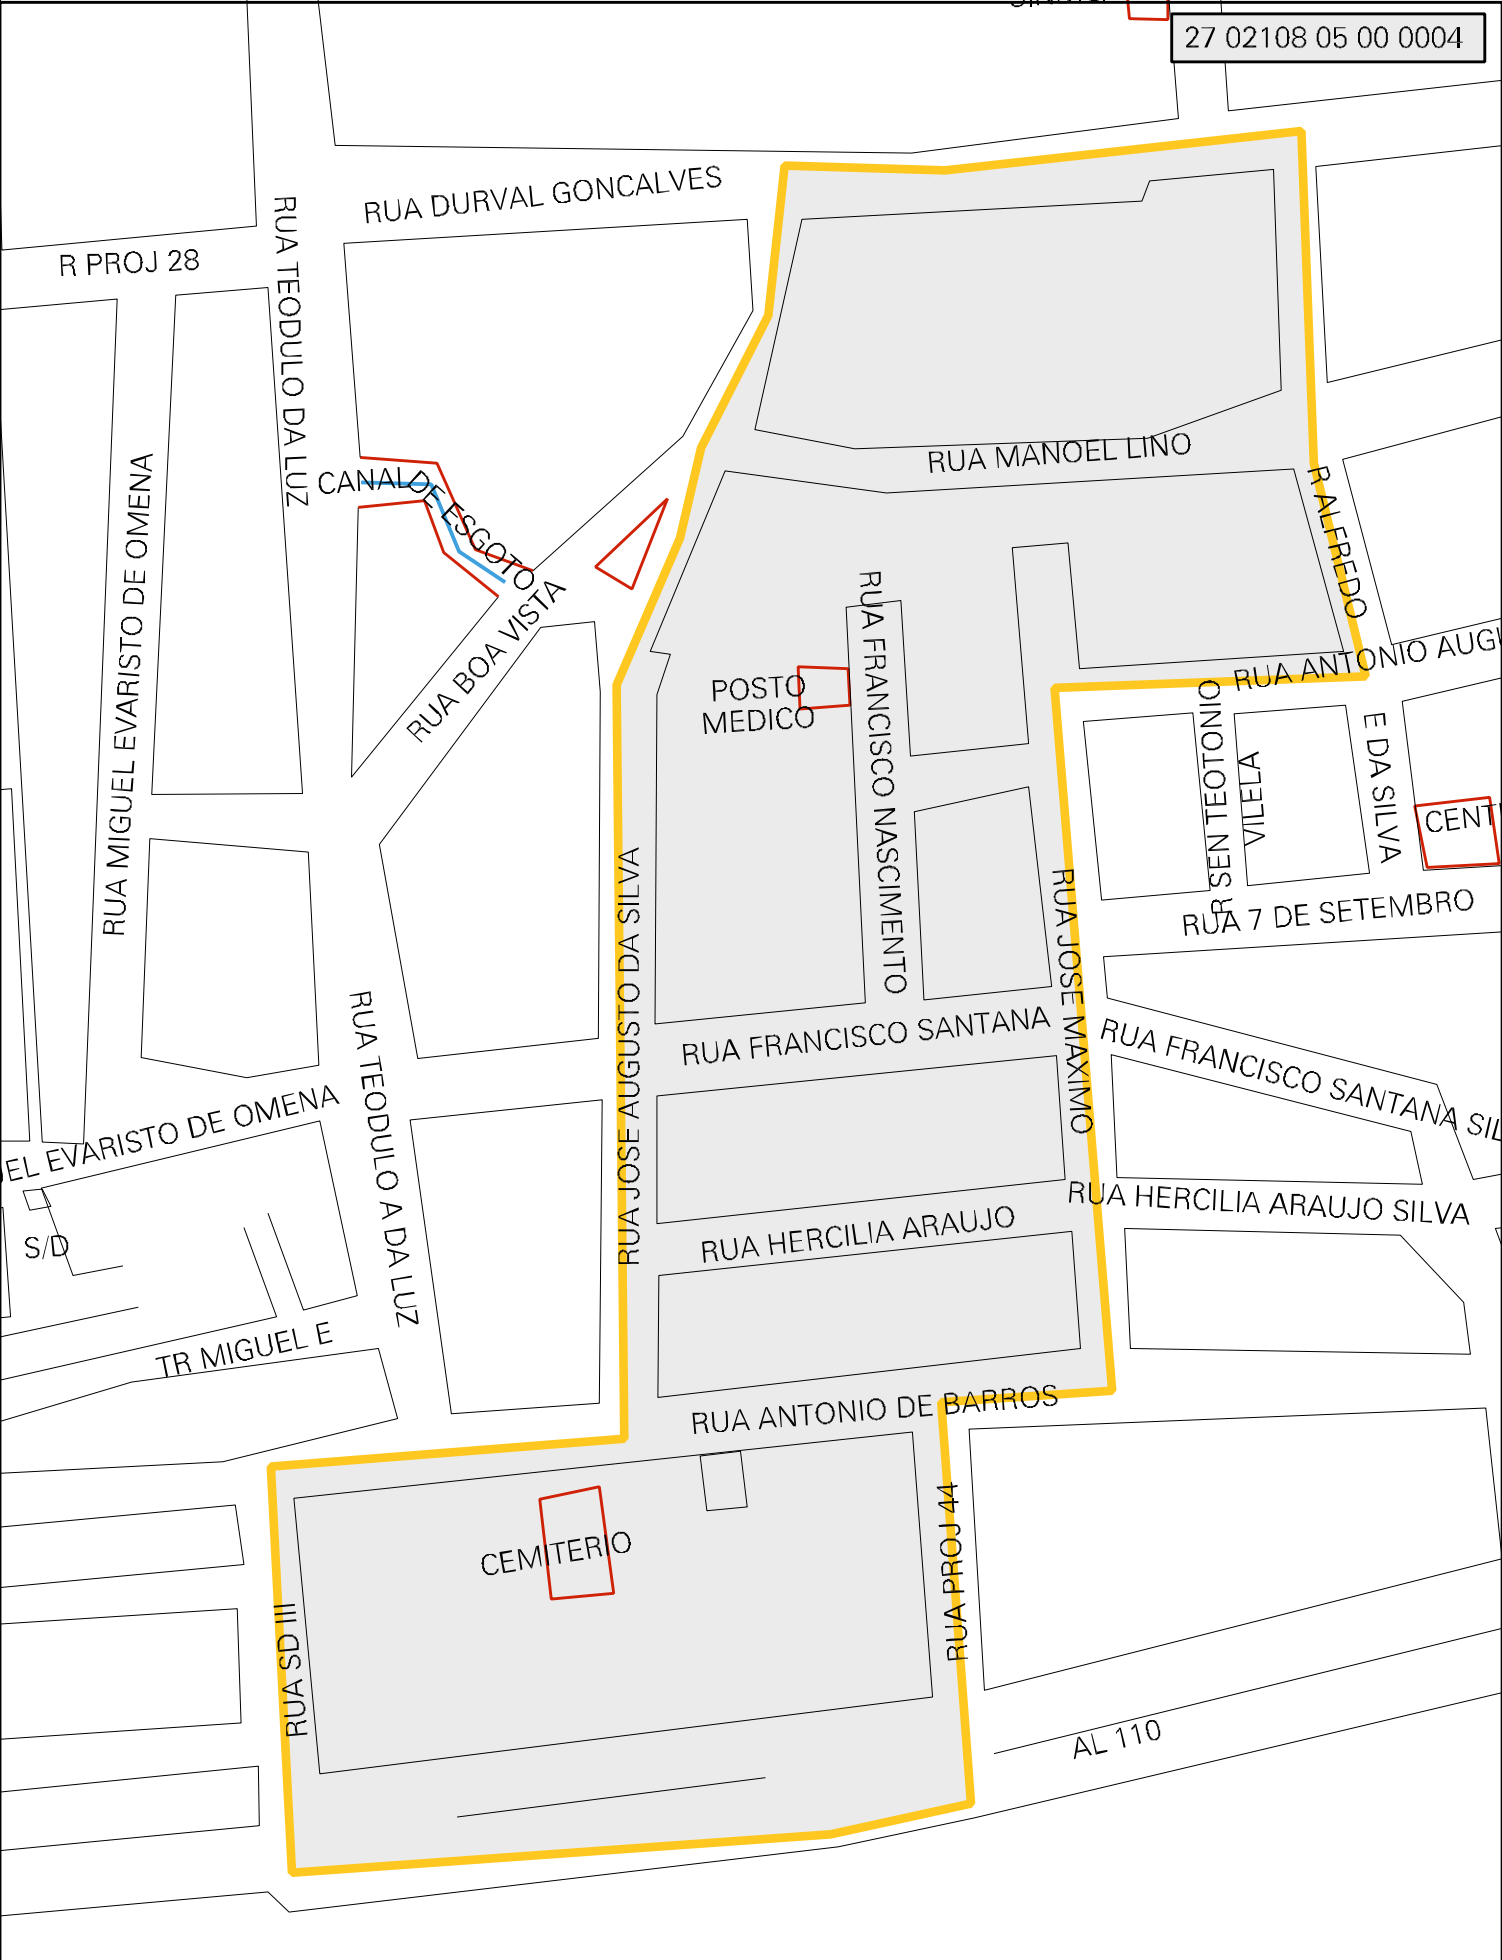 27 02108 05 00 0004
RUA DURVAL GONCALVES
R PROJ 28
RUA TEODULO DA LUZ
RUA MANOEL LINO
CANAL DE ESGOTO
R ALFREDO
RUA MIGUEL EVARISTO DE OMENA
RUA BOA VISTA
RUA FRANCISCO NASCIMENTO
POSTO
MEDICO
RUA ANTONIO AUGU
R SEN TEOTONIO
VILELA
E DA SILVA
CENT
RUA 7 DE SETEMBRO
RUA JOSE AUGUSTO DA SILVA
RUA JOSE MAXIMO
RUA FRANCISCO SANTANA
RUA FRANCISCO SANTANA SIL
RUA TEODULO A DA LUZ
UEL EVARISTO DE OMENA
RUA HERCILIA ARAUJO SILVA
RUA HERCILIA ARAUJO
S/D
TR MIGUEL E
RUA ANTONIO DE BARROS
CEMITERIO
RUA PROJ 44
RUA SD III
AL 110